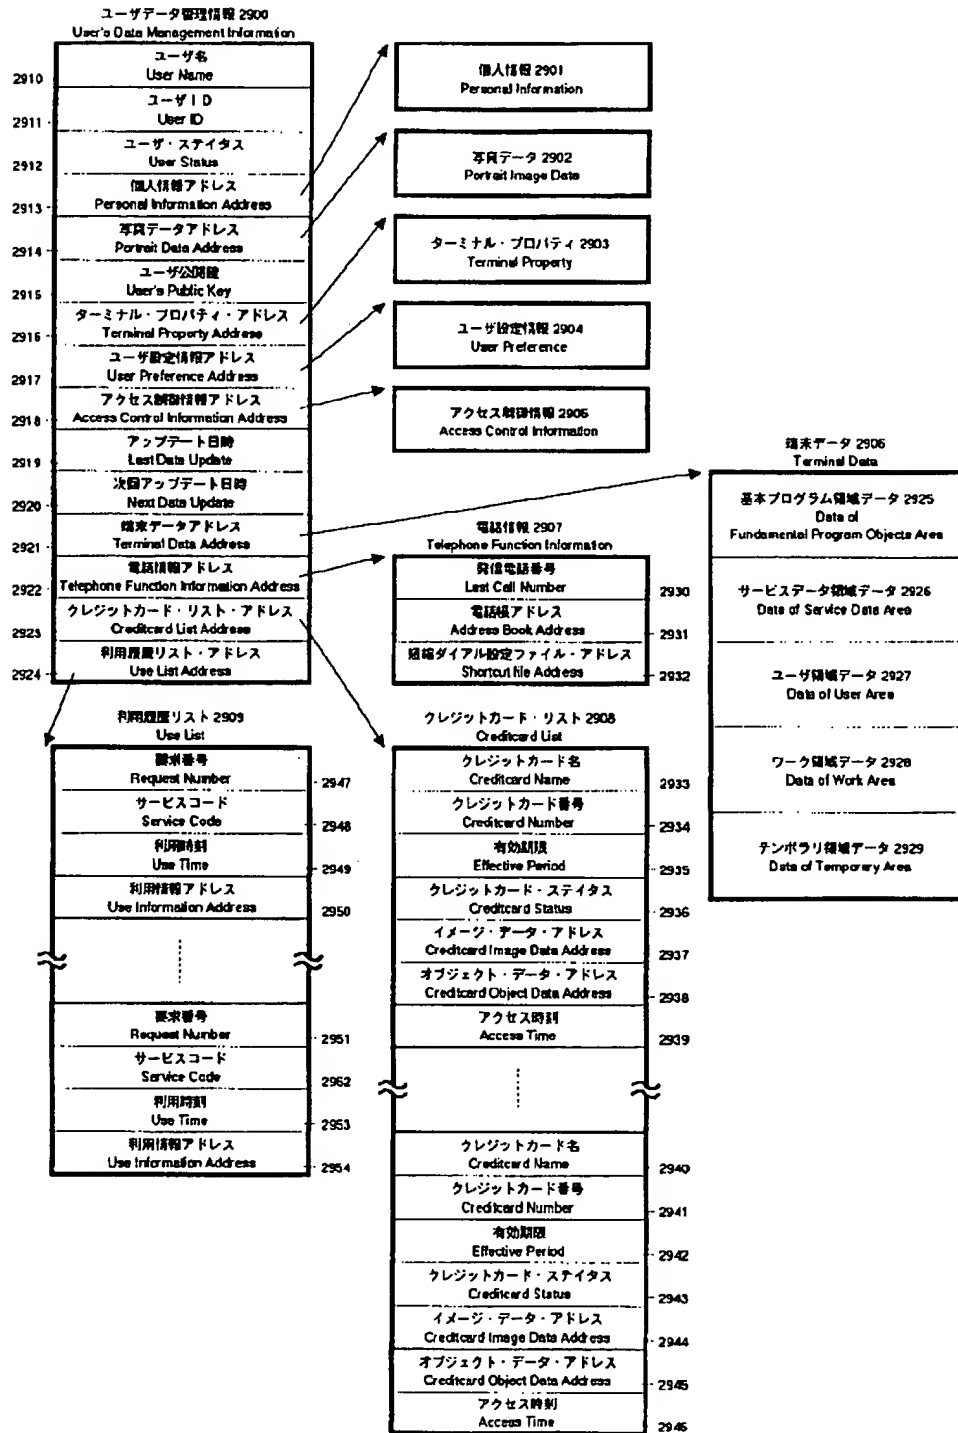 ユーザデータ管理情報 2900
User's Data Management Information
ユーザ名
User Name
2910
ユーザID
User ID
2911
ユーザ・ステイタス
User Status
2912
個人情報アドレス
Personal Information Address
2913
写真データアドレス
Portrait Data Address
2914
ユーザ公開鍵
User's Public Key
2915
ターミナル・プロパティ・アドレス
Terminal Property Address
2916
ユーザ設定情報アドレス
User Preference Address
2917
アクセス制御情報アドレス
Access Control Information Address
2918
アップデート日時
Last Data Update
2919
次回アップデート日時
Next Data Update
2920
端末データアドレス
Terminal Data Address
2921
電話情報アドレス
Telephone Function Information Address
2922
クレジットカード・リスト・アドレス
Creditcard List Address
2923
利用履歴リスト・アドレス
Use List Address
2924
個人情報 2901
Personal Information
写真データ 2902
Portrait Image Data
ターミナル・プロパティ 2903
Terminal Property
ユーザ設定情報 2904
User Preference
アクセス制御情報 2905
Access Control Information
端末データ 2906
Terminal Data
基本プログラム領域データ 2925
Data of
Fundamental Program Objects Area
サービスデータ領域データ 2926
Data of Service Data Area
ユーザ領域データ 2927
Data of User Area
ワーク領域データ 2928
Data of Work Area
テンポラリ領域データ 2929
Data of Temporary Area
電話情報 2907
Telephone Function Information
発信電話番号
Last Call Number
2930
電話帳アドレス
Address Book Address
2931
短縮ダイアル設定ファイル・アドレス
Shortcut file Address
2932
利用履歴リスト 2909
Use List
要求番号
Request Number
2947
サービスコード
Service Code
2948
利用時刻
Use Time
2949
利用情報アドレス
Use Information Address
2950
要求番号
Request Number
2951
サービスコード
Service Code
2952
利用時刻
Use Time
2953
利用情報アドレス
Use Information Address
2954
クレジットカード・リスト 2908
Creditcard List
クレジットカード名
Creditcard Name
2933
クレジットカード番号
Creditcard Number
2934
有効期限
Effective Period
2935
クレジットカード・ステイタス
Creditcard Status
2936
イメージ・データ・アドレス
Creditcard Image Data Address
2937
オブジェクト・データ・アドレス
Creditcard Object Data Address
2938
アクセス時刻
Access Time
2939
クレジットカード名
Creditcard Name
2940
クレジットカード番号
Creditcard Number
2941
有効期限
Effective Period
2942
クレジットカード・ステイタス
Creditcard Status
2943
イメージ・データ・アドレス
Creditcard Image Data Address
2944
オブジェクト・データ・アドレス
Creditcard Object Data Address
2945
アクセス時刻
Access Time
2946